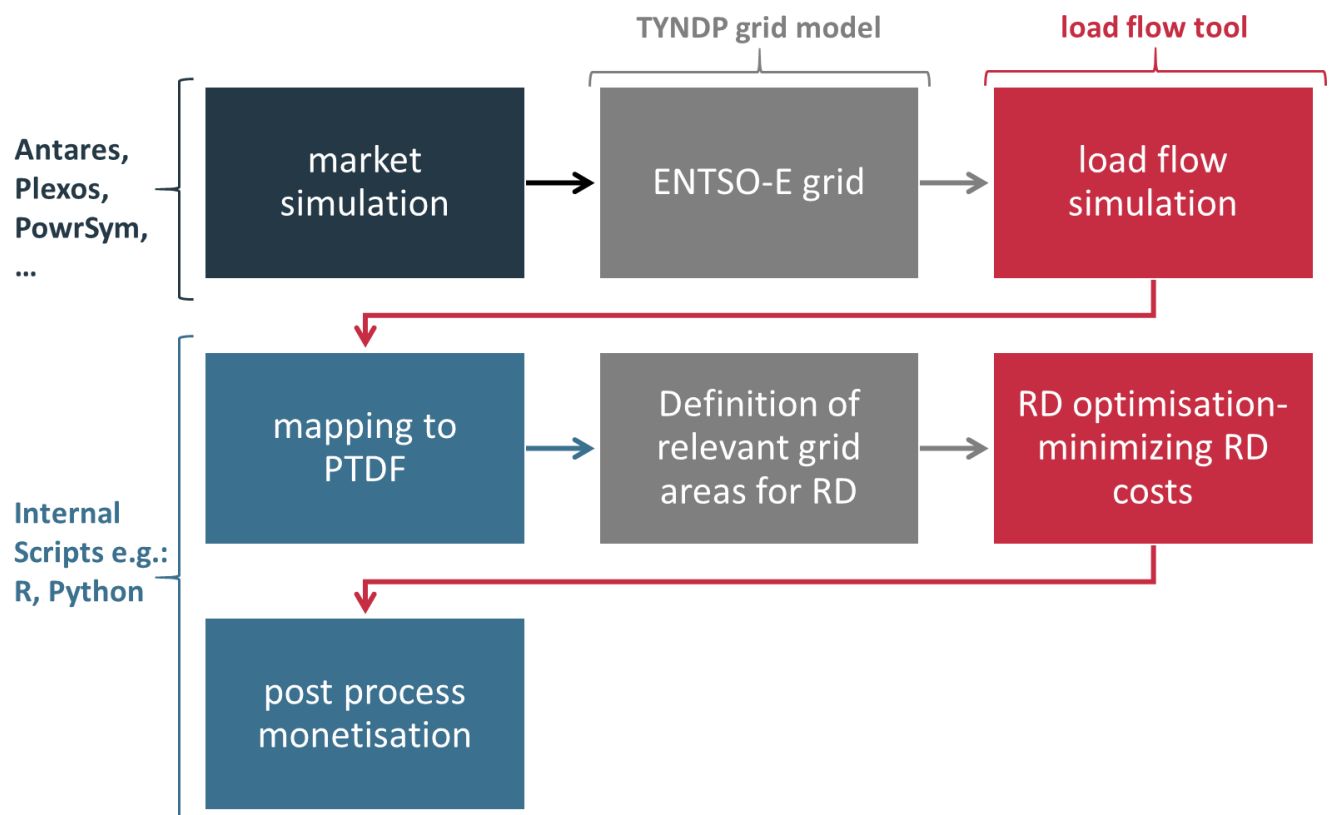 TYNDP grid model
load flow tool
Antares,
Plexos,
PowrSym,
...
market
simulation
ENTSO-E grid
load flow
simulation
Internal
Scripts e.g.:
R, Python
mapping to
PTDF
Definition of
relevant grid
areas for RD
RD optimisation-
minimizing RD
costs
post process
monetisation